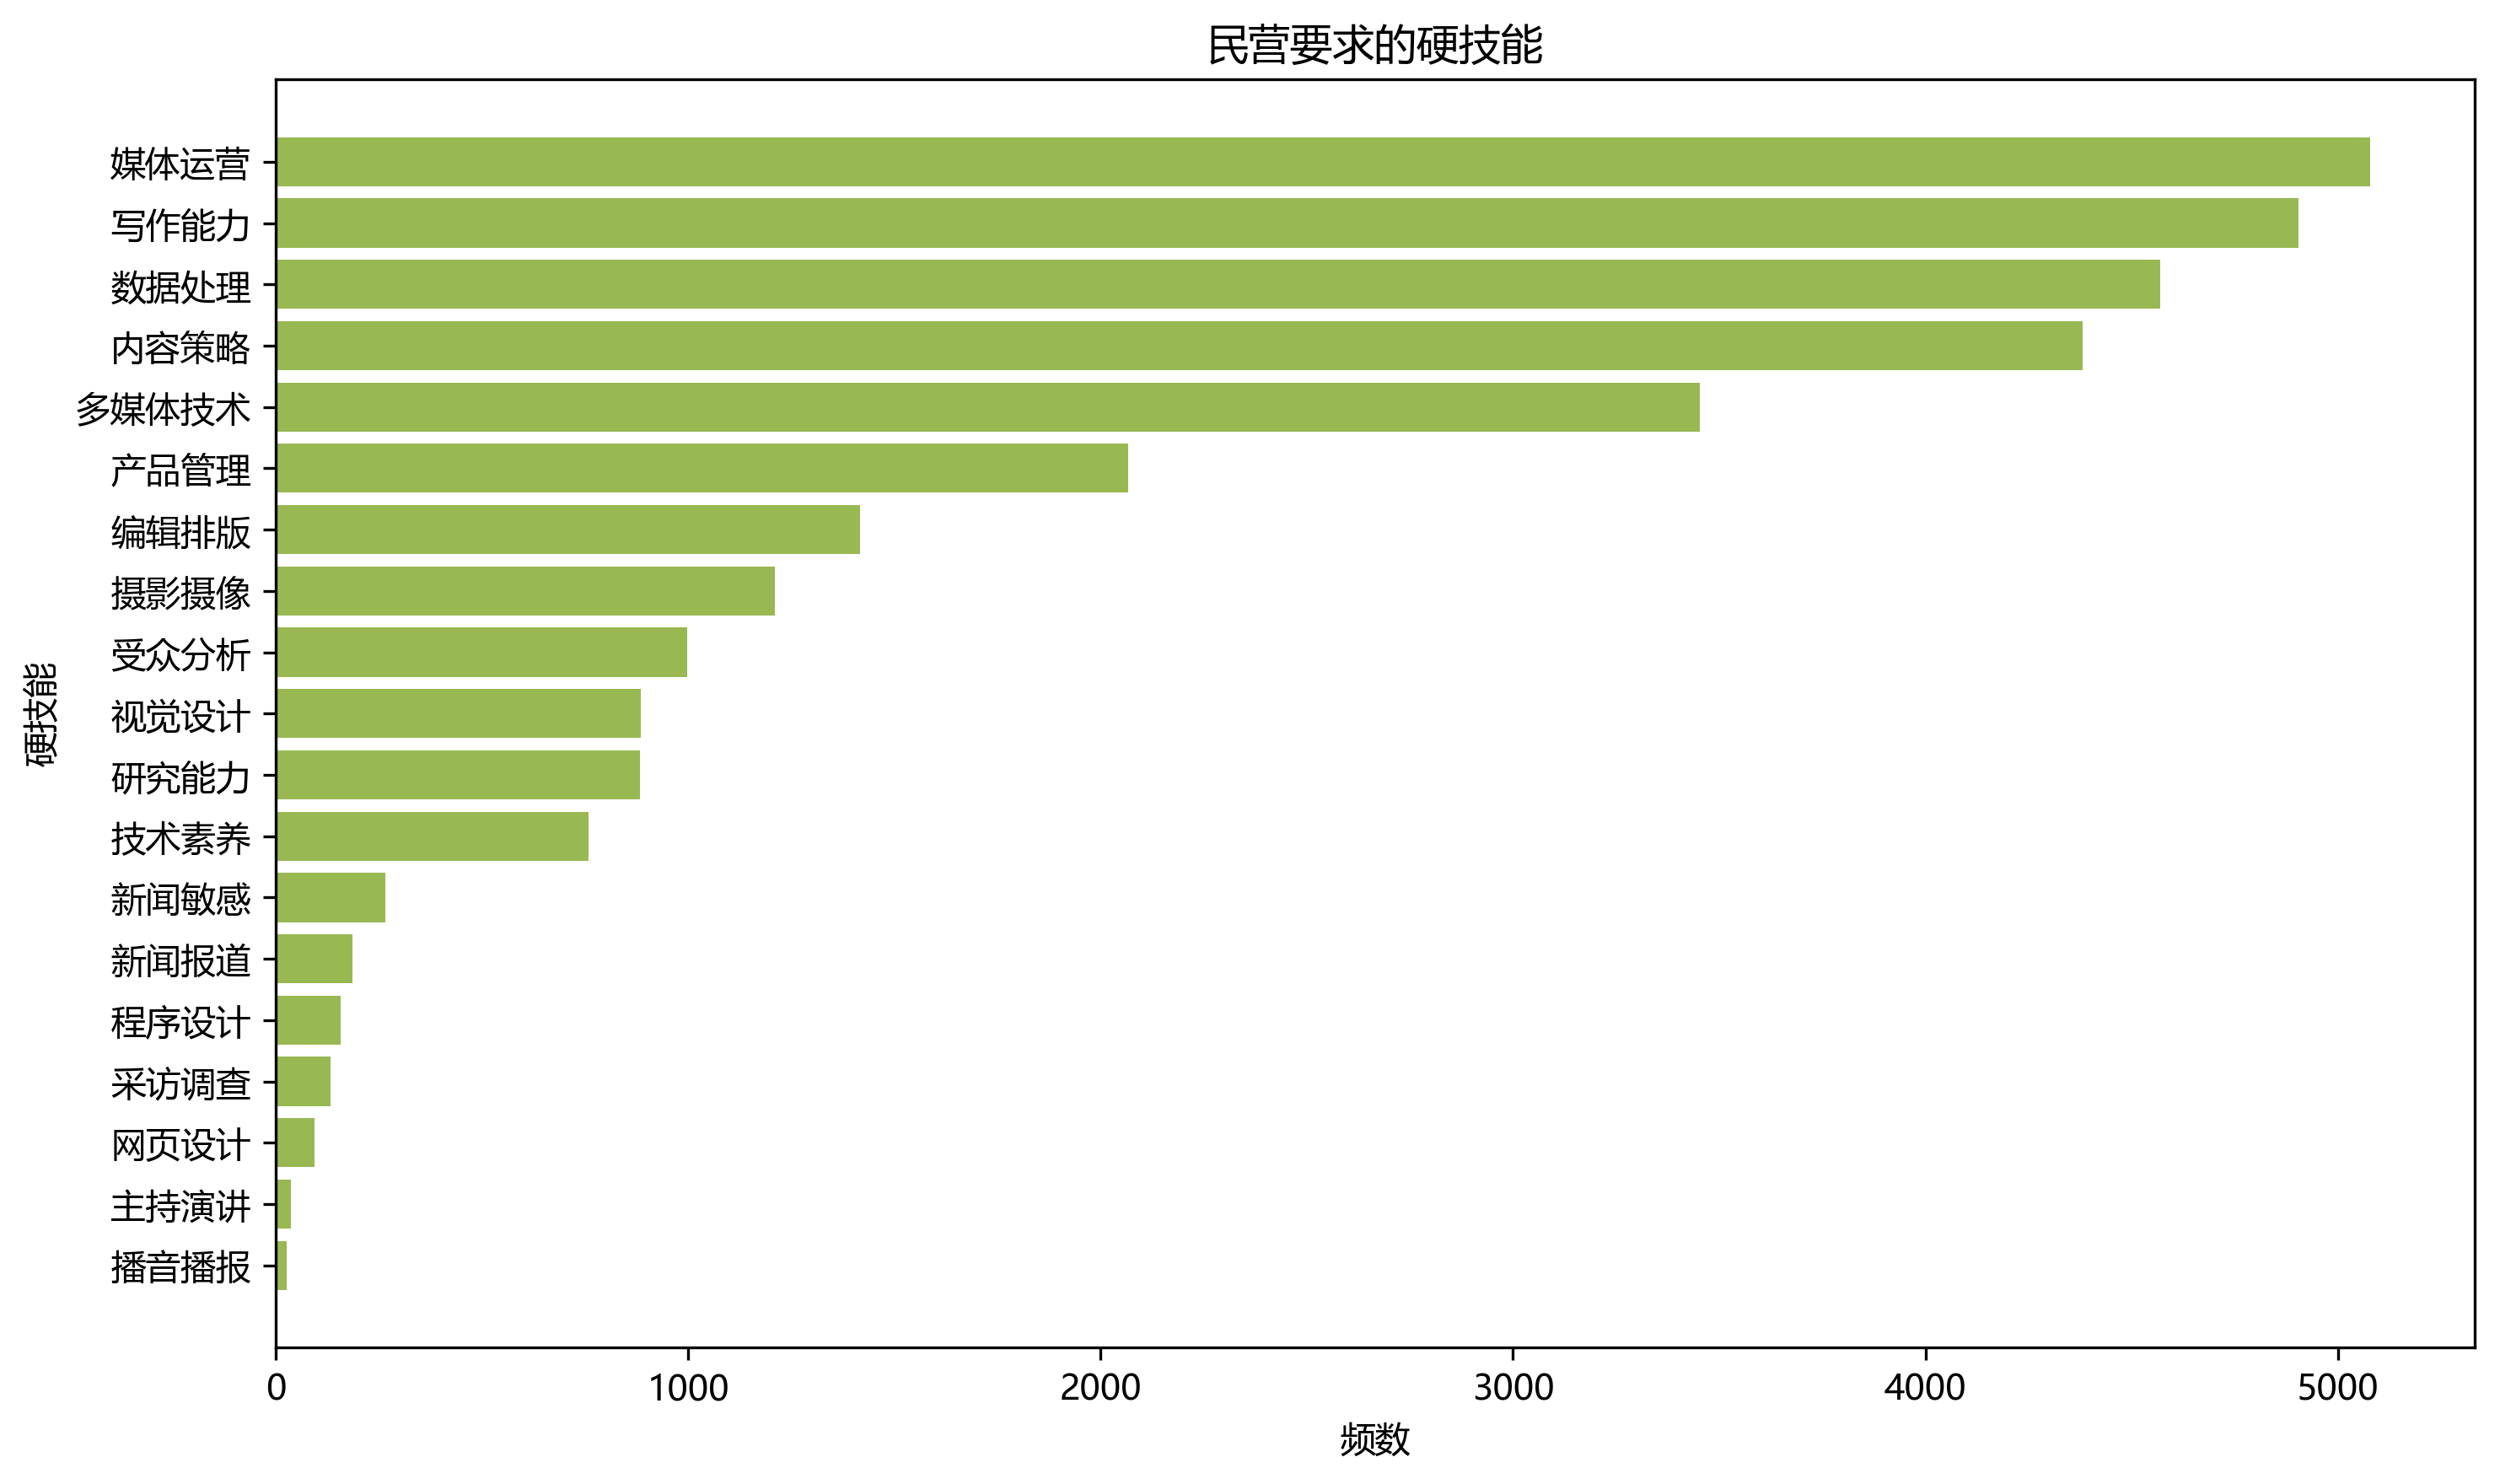 民营要求的硬技能
媒体运营
写作能力
数据处理
内容策略
多媒体技术
产品管理
编辑排版
摄影摄像
受众分析
视觉设计
研究能力
技术素养
新闻敏感
新闻报道
程序设计
采访调查
网页设计
主持演讲
播音播报
硬技能
0 1000 2000 3000 4000 5000
频数